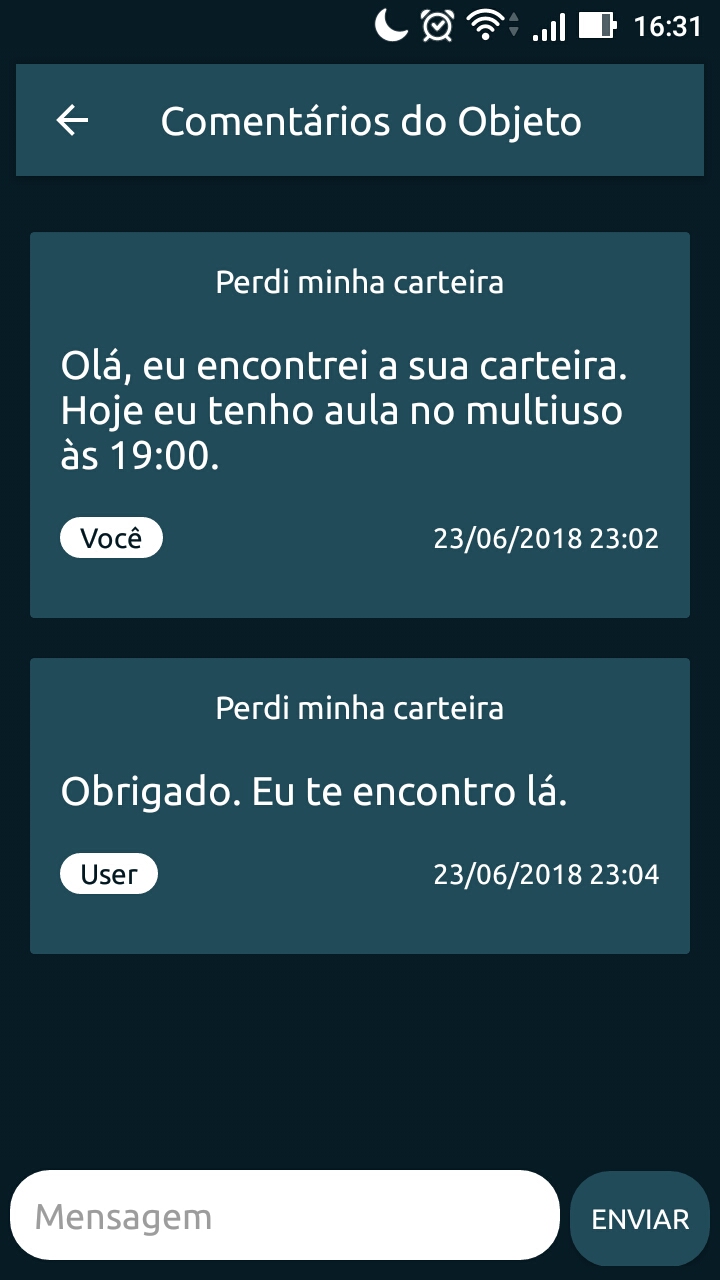 16:31
Comentários do Objeto
Perdi minha carteira
Olá, eu encontrei a sua carteira.
Hoje eu tenho aula no multiuso
às 19:00.
Você 23/06/2018 23:02
Perdi minha carteira
Obrigado. Eu te encontro lá.
User 23/06/2018 23:04
Mensagem ENVIAR